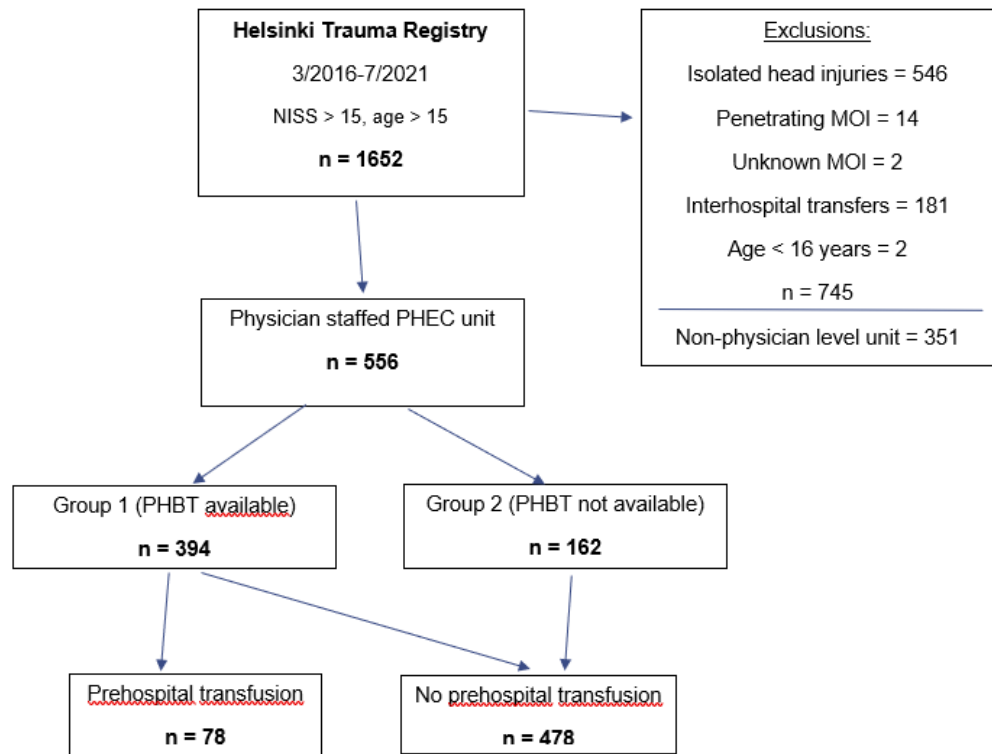 Helsinki Trauma Registry
3/2016-7/2021
NISS > 15, age > 15
n = 1652
Exclusions:
Isolated head injuries = 546
Penetrating MOI = 14
Unknown MOI = 2
Interhospital transfers = 181
Age < 16 years = 2
n = 745
Non-physician level unit = 351
Physician staffed PHEC unit
n = 556
Group 1 (PHBT available)
n = 394
Group 2 (PHBT not available)
n = 162
Prehospital transfusion
n = 78
No prehospital transfusion
n = 478